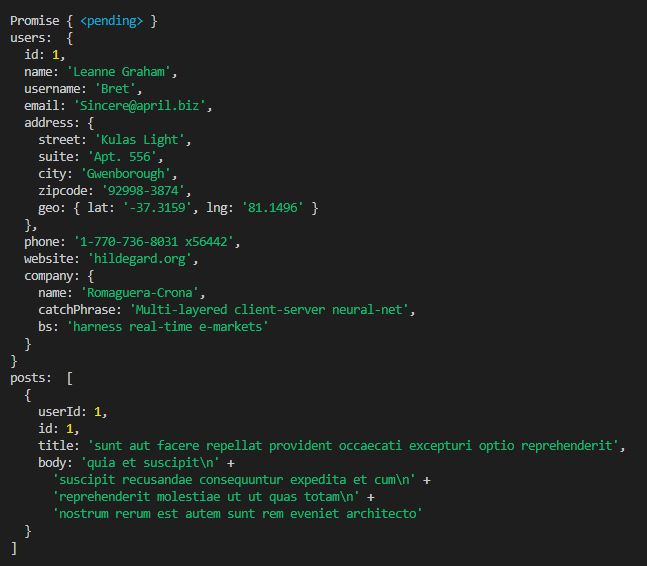 Promise { <pending> }
users:  {
  id: 1,
  name: 'Leanne Graham',
  username: 'Bret',
  email: 'Sincere@april.biz',
  address: {
    street: 'Kulas Light',
    suite: 'Apt. 556',
    city: 'Gwenborough',
    zipcode: '92998-3874',
    geo: { lat: '-37.3159', lng: '81.1496' }
  },
  phone: '1-770-736-8031 x56442',
  website: 'hildegard.org',
  company: {
    name: 'Romaguera-Crona',
    catchPhrase: 'Multi-layered client-server neural-net',
    bs: 'harness real-time e-markets'
  }
}
posts:  [
  {
    userId: 1,
    id: 1,
    title: 'sunt aut facere repellat provident occaecati excepturi optio reprehenderit',
    body: 'quia et suscipit\n' +
      'suscipit recusandae consequuntur expedita et cum\n' +
      'reprehenderit molestiae ut ut quas totam\n' +
      'nostrum rerum est autem sunt rem eveniet architecto'
  }
]